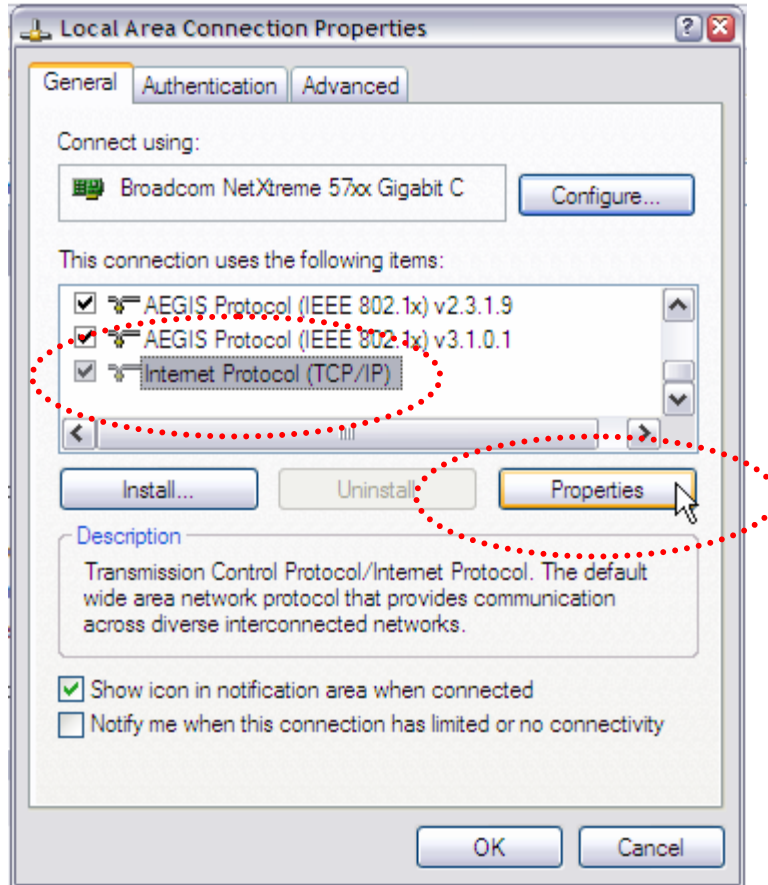 Local Area Connection Properties
General Authentication Advanced
Connect using:
Broadcom NetXtreme 57xx Gigabit C
Configure...
This connection uses the following items:
AEGIS Protocol (IEEE 802.1x) v2.3.1.9
AEGIS Protocol (IEEE 802.1x) v3.1.0.1
Internet Protocol (TCP/IP)
Install... Uninstall Properties
Description
Transmission Control Protocol/Internet Protocol. The default
wide area network protocol that provides communication
across diverse interconnected networks.
Show icon in notification area when connected
Notify me when this connection has limited or no connectivity
OK Cancel